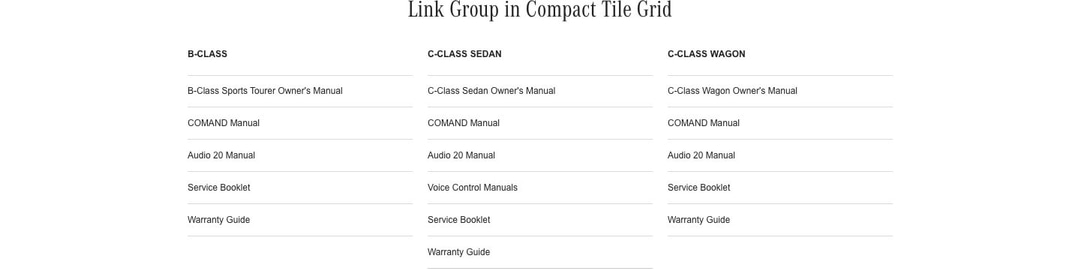 Link Group in Compact Tile Grid
B-CLASS
B-Class Sports Tourer Owner's Manual
COMAND Manual
Audio 20 Manual
Service Booklet
Warranty Guide
C-CLASS SEDAN
C-Class Sedan Owner's Manual
COMAND Manual
Audio 20 Manual
Voice Control Manuals
Service Booklet
Warranty Guide
C-CLASS WAGON
C-Class Wagon Owner's Manual
COMAND Manual
Audio 20 Manual
Service Booklet
Warranty Guide